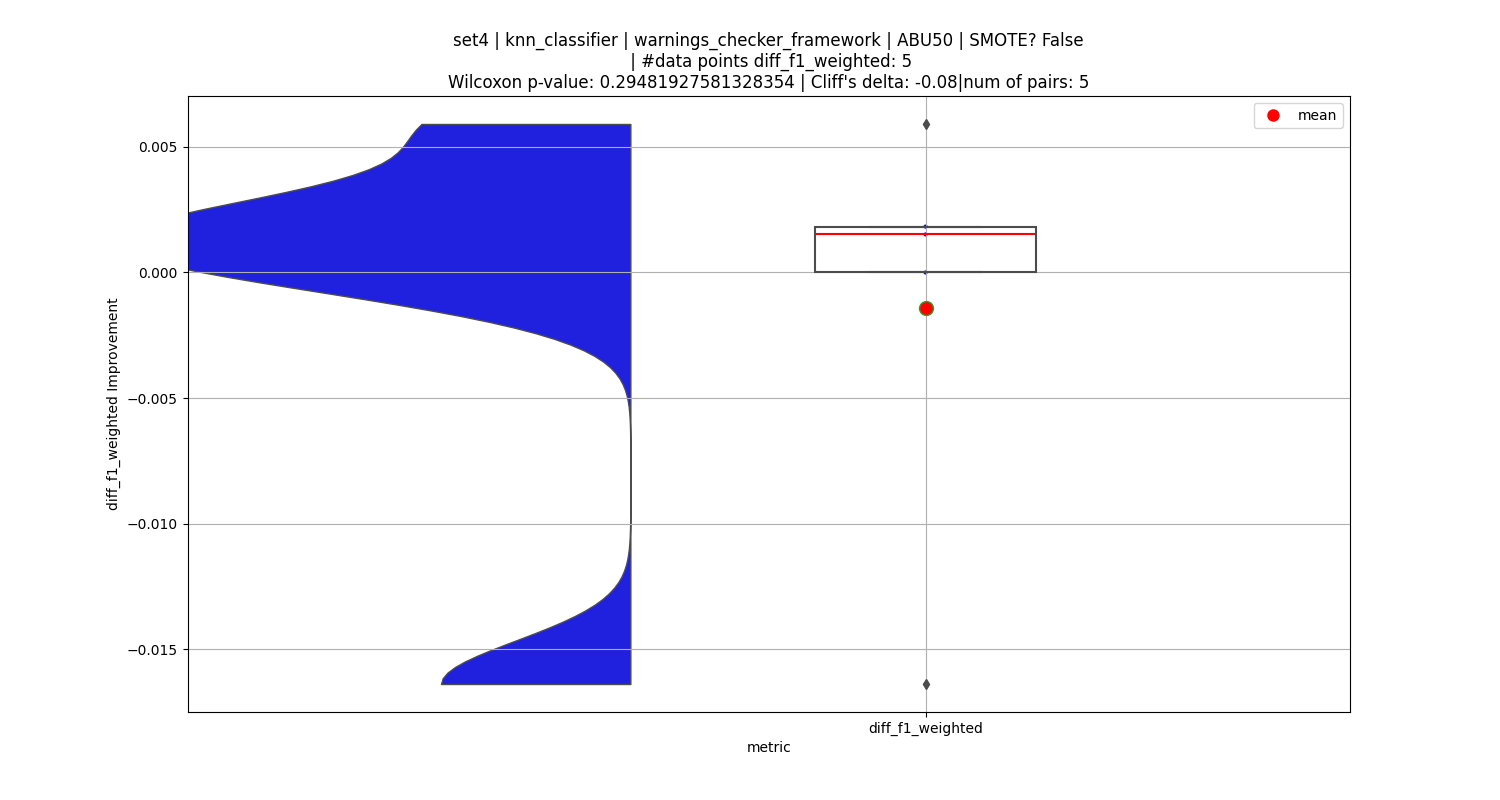 set4 | knn_classifier | warnings_checker_framework | ABU50 | SMOTE? False
| #data points diff_f1_weighted: 5
Wilcoxon p-value: 0.29481927581328354 | Cliff's delta: -0.08|num of pairs: 5
mean
0.005
0.000
−0.005
−0.010
−0.015
diff_f1_weighted Improvement
diff_f1_weighted
metric